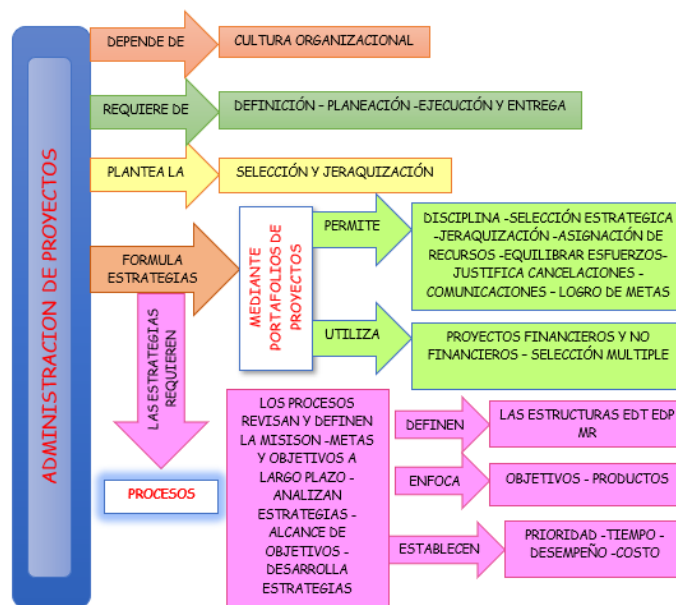 ADMINISTRACION DE PROYECTOS
DEPENDE DE
CULTURA ORGANIZACIONAL
REQUIERE DE
DEFINICIÓN – PLANEACIÓN -EJECUCIÓN Y ENTREGA
PLANTEA LA
SELECCIÓN Y JERAQUIZACIÓN
FORMULA
ESTRATEGIAS
MEDIANTE
PORTAFOLIOS DE
PROYECTOS
PERMITE
DISCIPLINA -SELECCIÓN ESTRATEGICA
-JERAQUIZACIÓN -ASIGNACIÓN DE
RECURSOS -EQUILIBRAR ESFUERZOS-
JUSTIFICA CANCELACIONES -
COMUNICACIONES – LOGRO DE METAS
UTILIZA
PROYECTOS FINANCIEROS Y NO
FINANCIEROS – SELECCIÓN MULTIPLE
LAS ESTRATEGIAS
REQUIEREN
PROCESOS
LOS PROCESOS
REVISAN Y DEFINEN
LA MISISON -METAS
Y OBJETIVOS A
LARGO PLAZO -
ANALIZAN
ESTRATEGIAS -
ALCANCE DE
OBJETIVOS -
DESARROLLA
ESTRATEGIAS
DEFINEN
LAS ESTRUCTURAS EDT EDP
MR
ENFOCA
OBJETIVOS - PRODUCTOS
ESTABLECEN
PRIORIDAD -TIEMPO -
DESEMPEÑO -COSTO